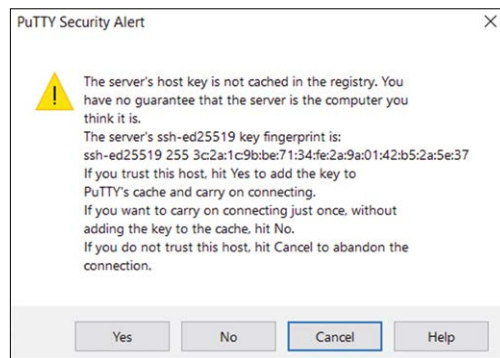 PuTTY Security Alert
The server's host key is not cached in the registry. You
have no guarantee that the server is the computer you
think it is.
The server's ssh-ed25519 key fingerprint is:
ssh-ed25519 255 3c:2a:1c:9b:be:71:34:fe:2a:9a:01:42:b5:2a:5e:37
If you trust this host, hit Yes to add the key to
PuTTY's cache and carry on connecting.
If you want to carry on connecting just once, without
adding the key to the cache, hit No.
If you do not trust this host, hit Cancel to abandon the
connection.
Yes No Cancel Help